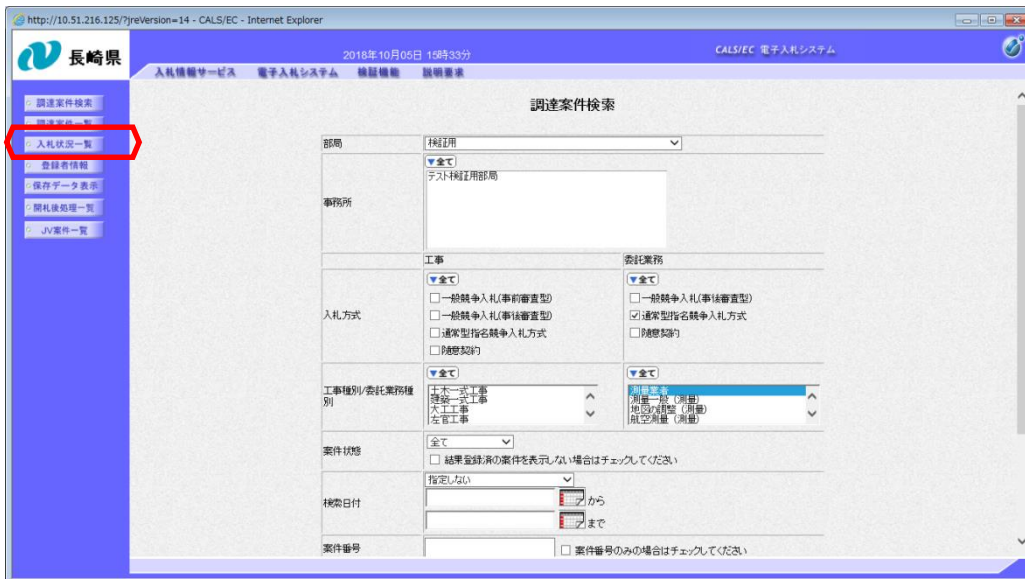 http://10.51.216.125/?jreVersion=14 - CALS/EC - Internet Explorer
長崎県
2018年10月05日 15時33分
CALS/EC 電子入札システム
入札情報サービス 電子入札システム 検証機能 説明要求
調達案件検索
調達案件一覧
入札状況一覧
登録者情報
保存データ表示
開札後処理一覧
JV案件一覧
調達案件検索
部局
検証用
▼全て
事務所
テスト検証用部局
工事
委託業務
入札方式
▼全て
一般競争入札(事前審査型)
一般競争入札(事後審査型)
通常型指名競争入札方式
随意契約
▼全て
一般競争入札(事後審査型)
通常型指名競争入札方式
随意契約
工事種別/委託業務種別
▼全て
土木一式工事
建築一式工事
大工工事
左官工事
▼全て
測量業者
測量一般（測量）
地図の調整（測量）
航空測量（測量）
案件状態
全て
結果登録済の案件を表示しない場合はチェックしてください
検索日付
指定しない
から
まで
案件番号
案件番号のみの場合はチェックしてください